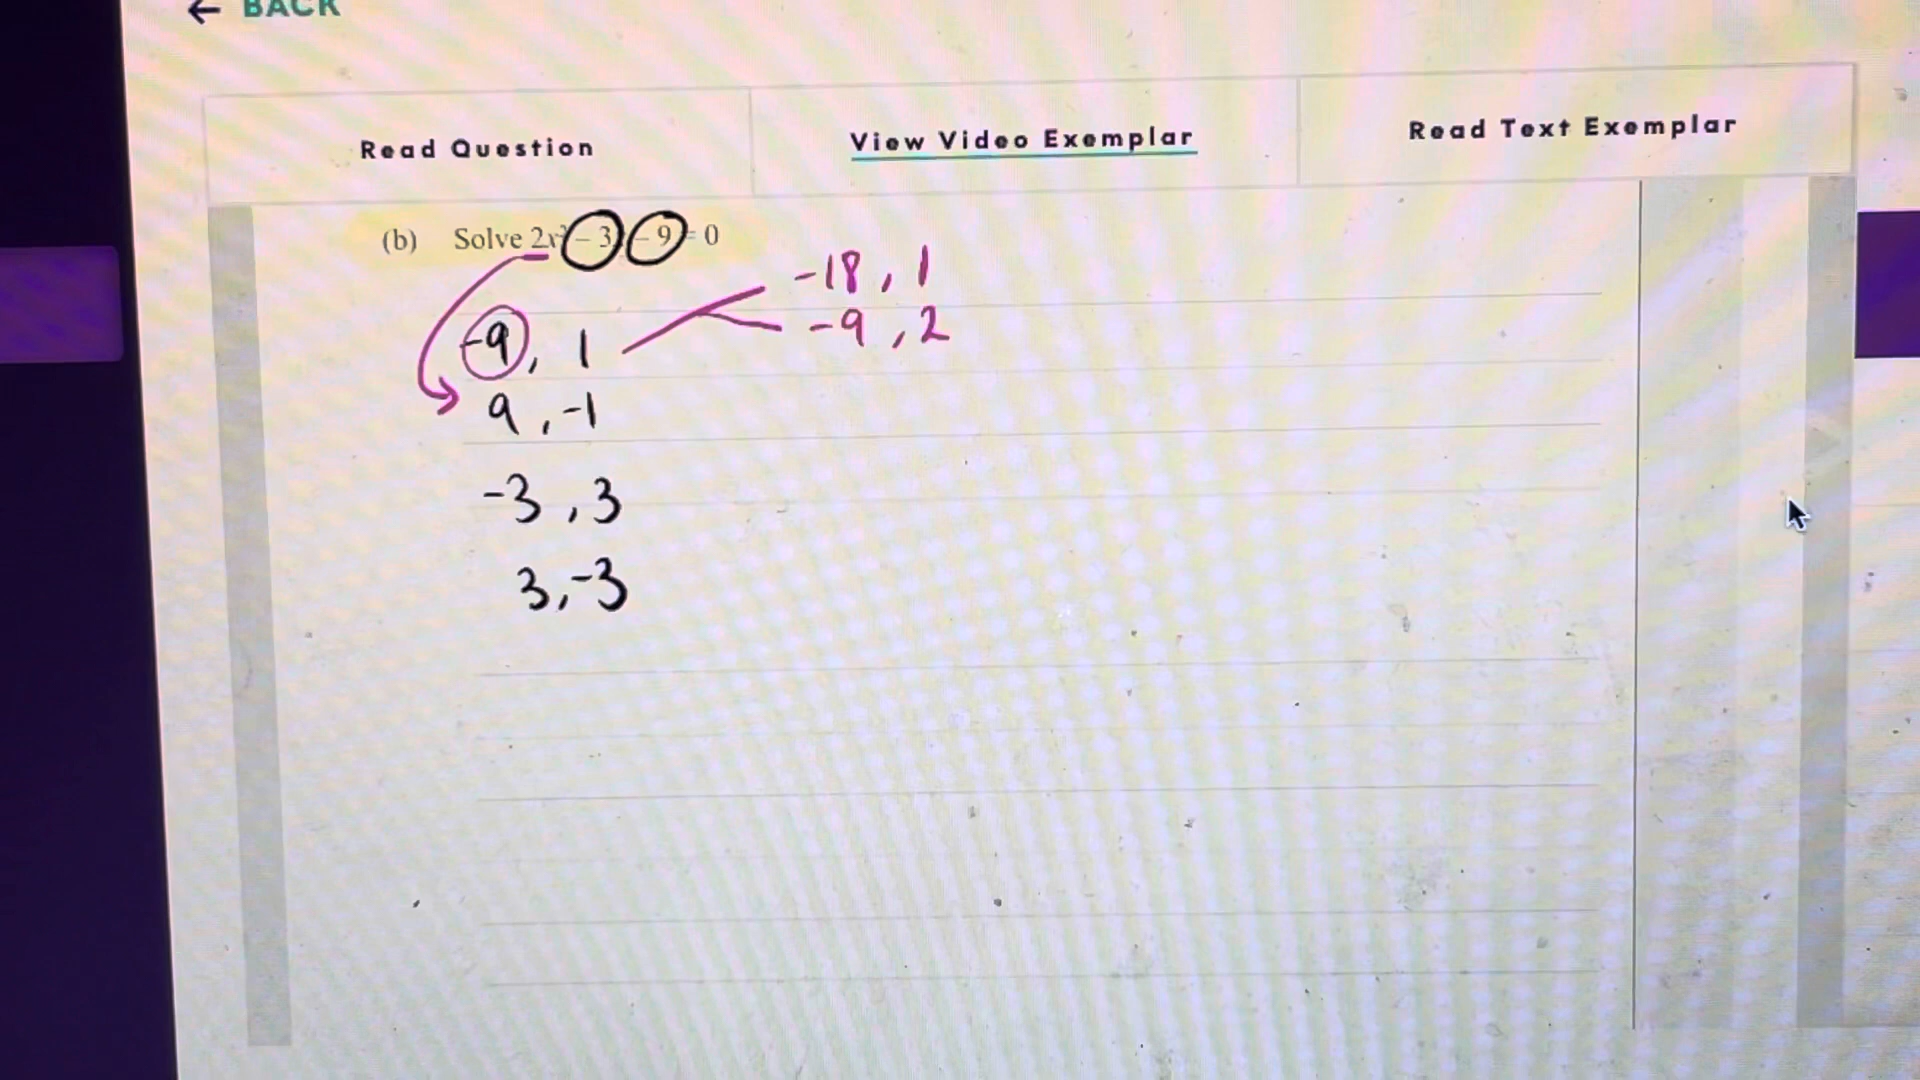 ← BACK
Read Question
View Video Exemplar
Read Text Exemplar
(b) Solve 2x² - 3 - 9 = 0
-18, 1
-9, 2
-9, 1
9, -1
-3, 3
3, -3